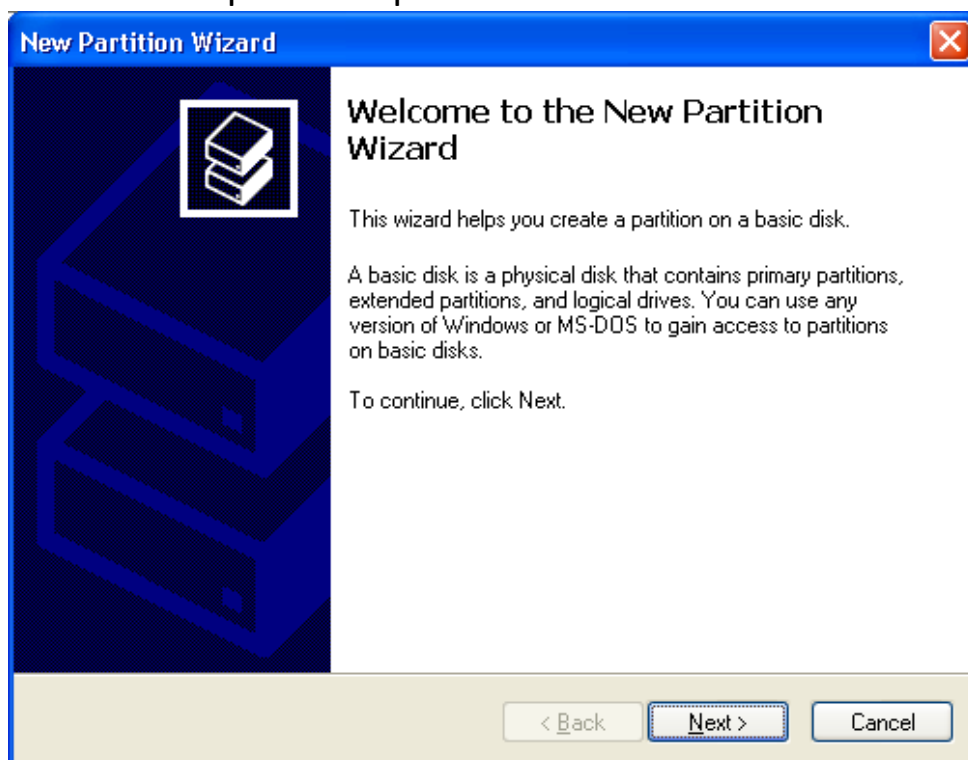 New Partition Wizard
Welcome to the New Partition
Wizard
This wizard helps you create a partition on a basic disk.
A basic disk is a physical disk that contains primary partitions,
extended partitions, and logical drives. You can use any
version of Windows or MS-DOS to gain access to partitions
on basic disks.
To continue, click Next.
< Back
Next >
Cancel